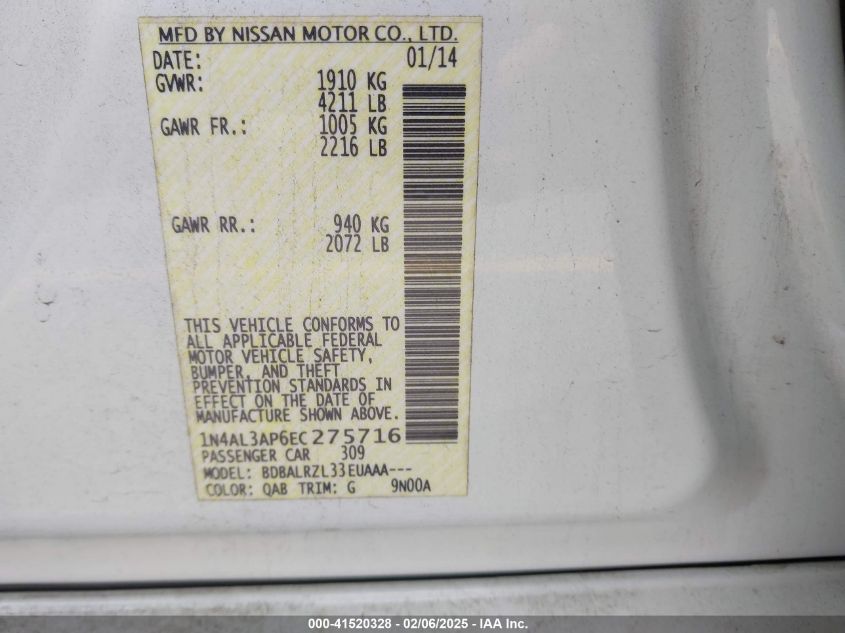 MFD BY NISSAN MOTOR CO., LTD.
DATE: 01/14
GVWR: 1910 KG
4211 LB
GAWR FR.: 1005 KG
2216 LB
GAWR RR.: 940 KG
2072 LB
THIS VEHICLE CONFORMS TO
ALL APPLICABLE FEDERAL
MOTOR VEHICLE SAFETY,
BUMPER, AND THEFT
PREVENTION STANDARDS IN
EFFECT ON THE DATE OF
MANUFACTURE SHOWN ABOVE.
1N4AL3AP6EC275716
PASSENGER CAR 309
MODEL: BDBALRZL33EUAAA---
COLOR: QAB TRIM: G 9N00A
000-41520328 - 02/06/2025 - IAA Inc.